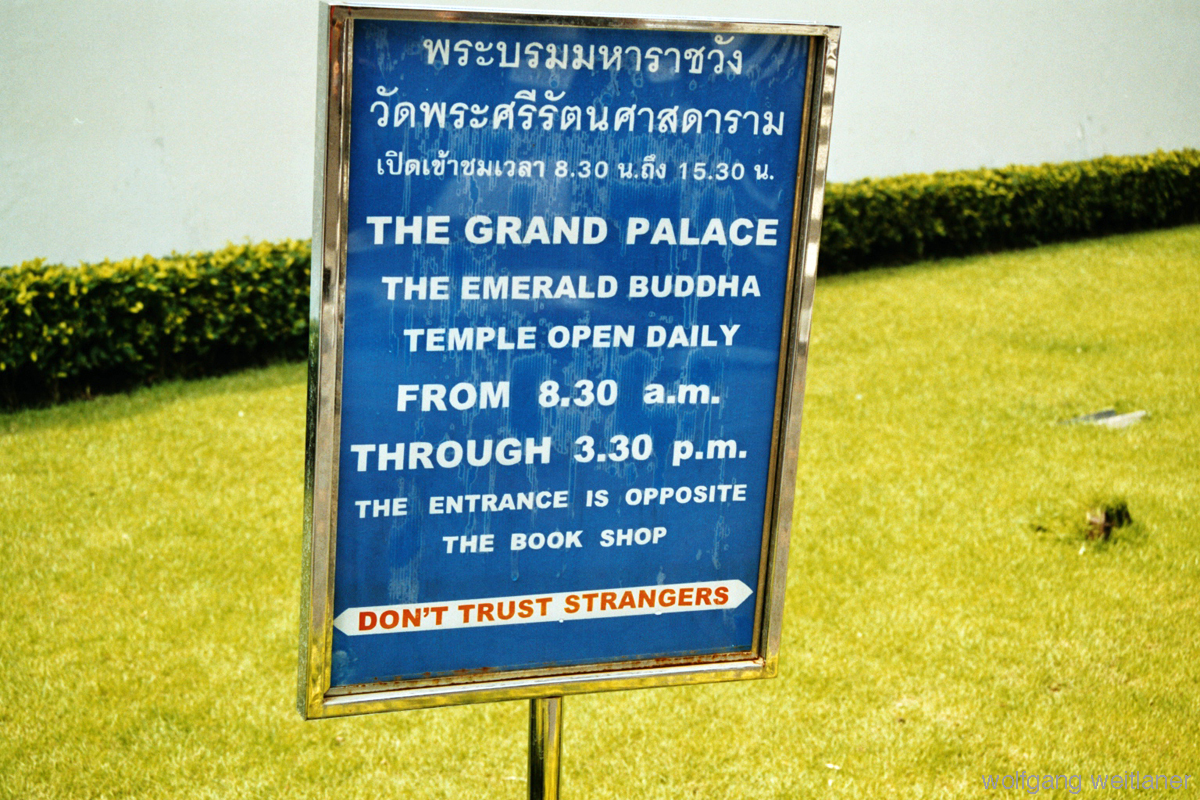 พระบรมมหาราชวัง
วัดพระศรีรัตนศาสดาราม
เปิดเข้าชมเวลา 8.30 น.ถึง 15.30 น.
THE GRAND PALACE
THE EMERALD BUDDHA
TEMPLE OPEN DAILY
FROM 8.30 a.m.
THROUGH 3.30 p.m.
THE ENTRANCE IS OPPOSITE
THE BOOK SHOP
DON'T TRUST STRANGERS
wolfgang weitlaner